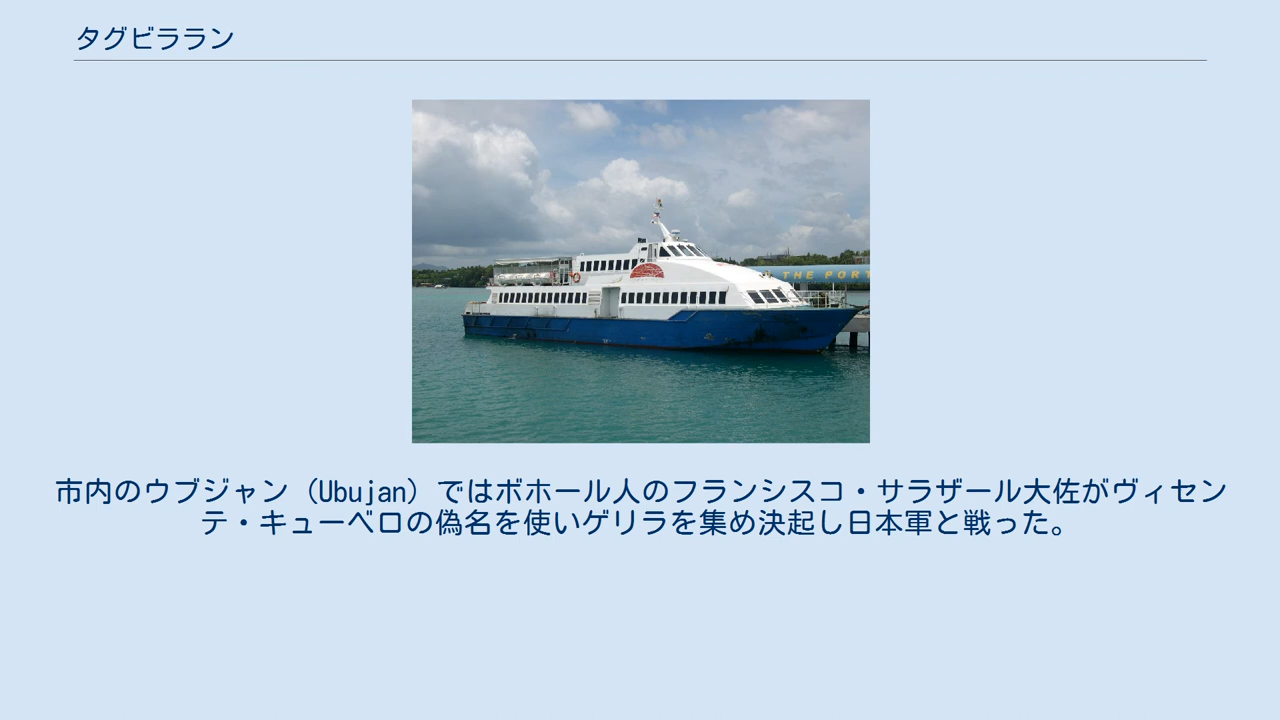 タグビララン
THE PORT
市内のウブジャン（Ubujan）ではボホール人のフランシスコ・サラザール大佐がヴィセン
テ・キューベロの偽名を使いゲリラを集め決起し日本軍と戦った。